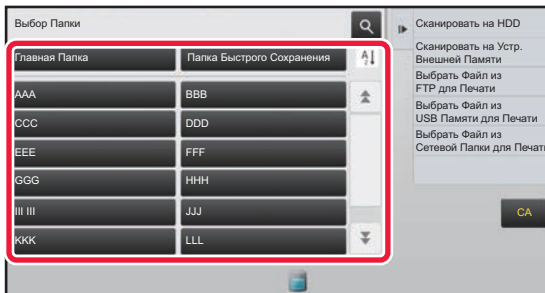 Выбор Папки
Главная Папка
Папка Быстрого Сохранения
AAA
BBB
CCC
DDD
EEE
FFF
GGG
HHH
III III
JJJ
KKK
LLL
Сканировать на HDD
Сканировать на Устр.
Внешней Памяти
Выбрать Файл из
FTP для Печати
Выбрать Файл из
USB Памяти для Печати
Выбрать Файл из
Сетевой Папки для Печати
CA